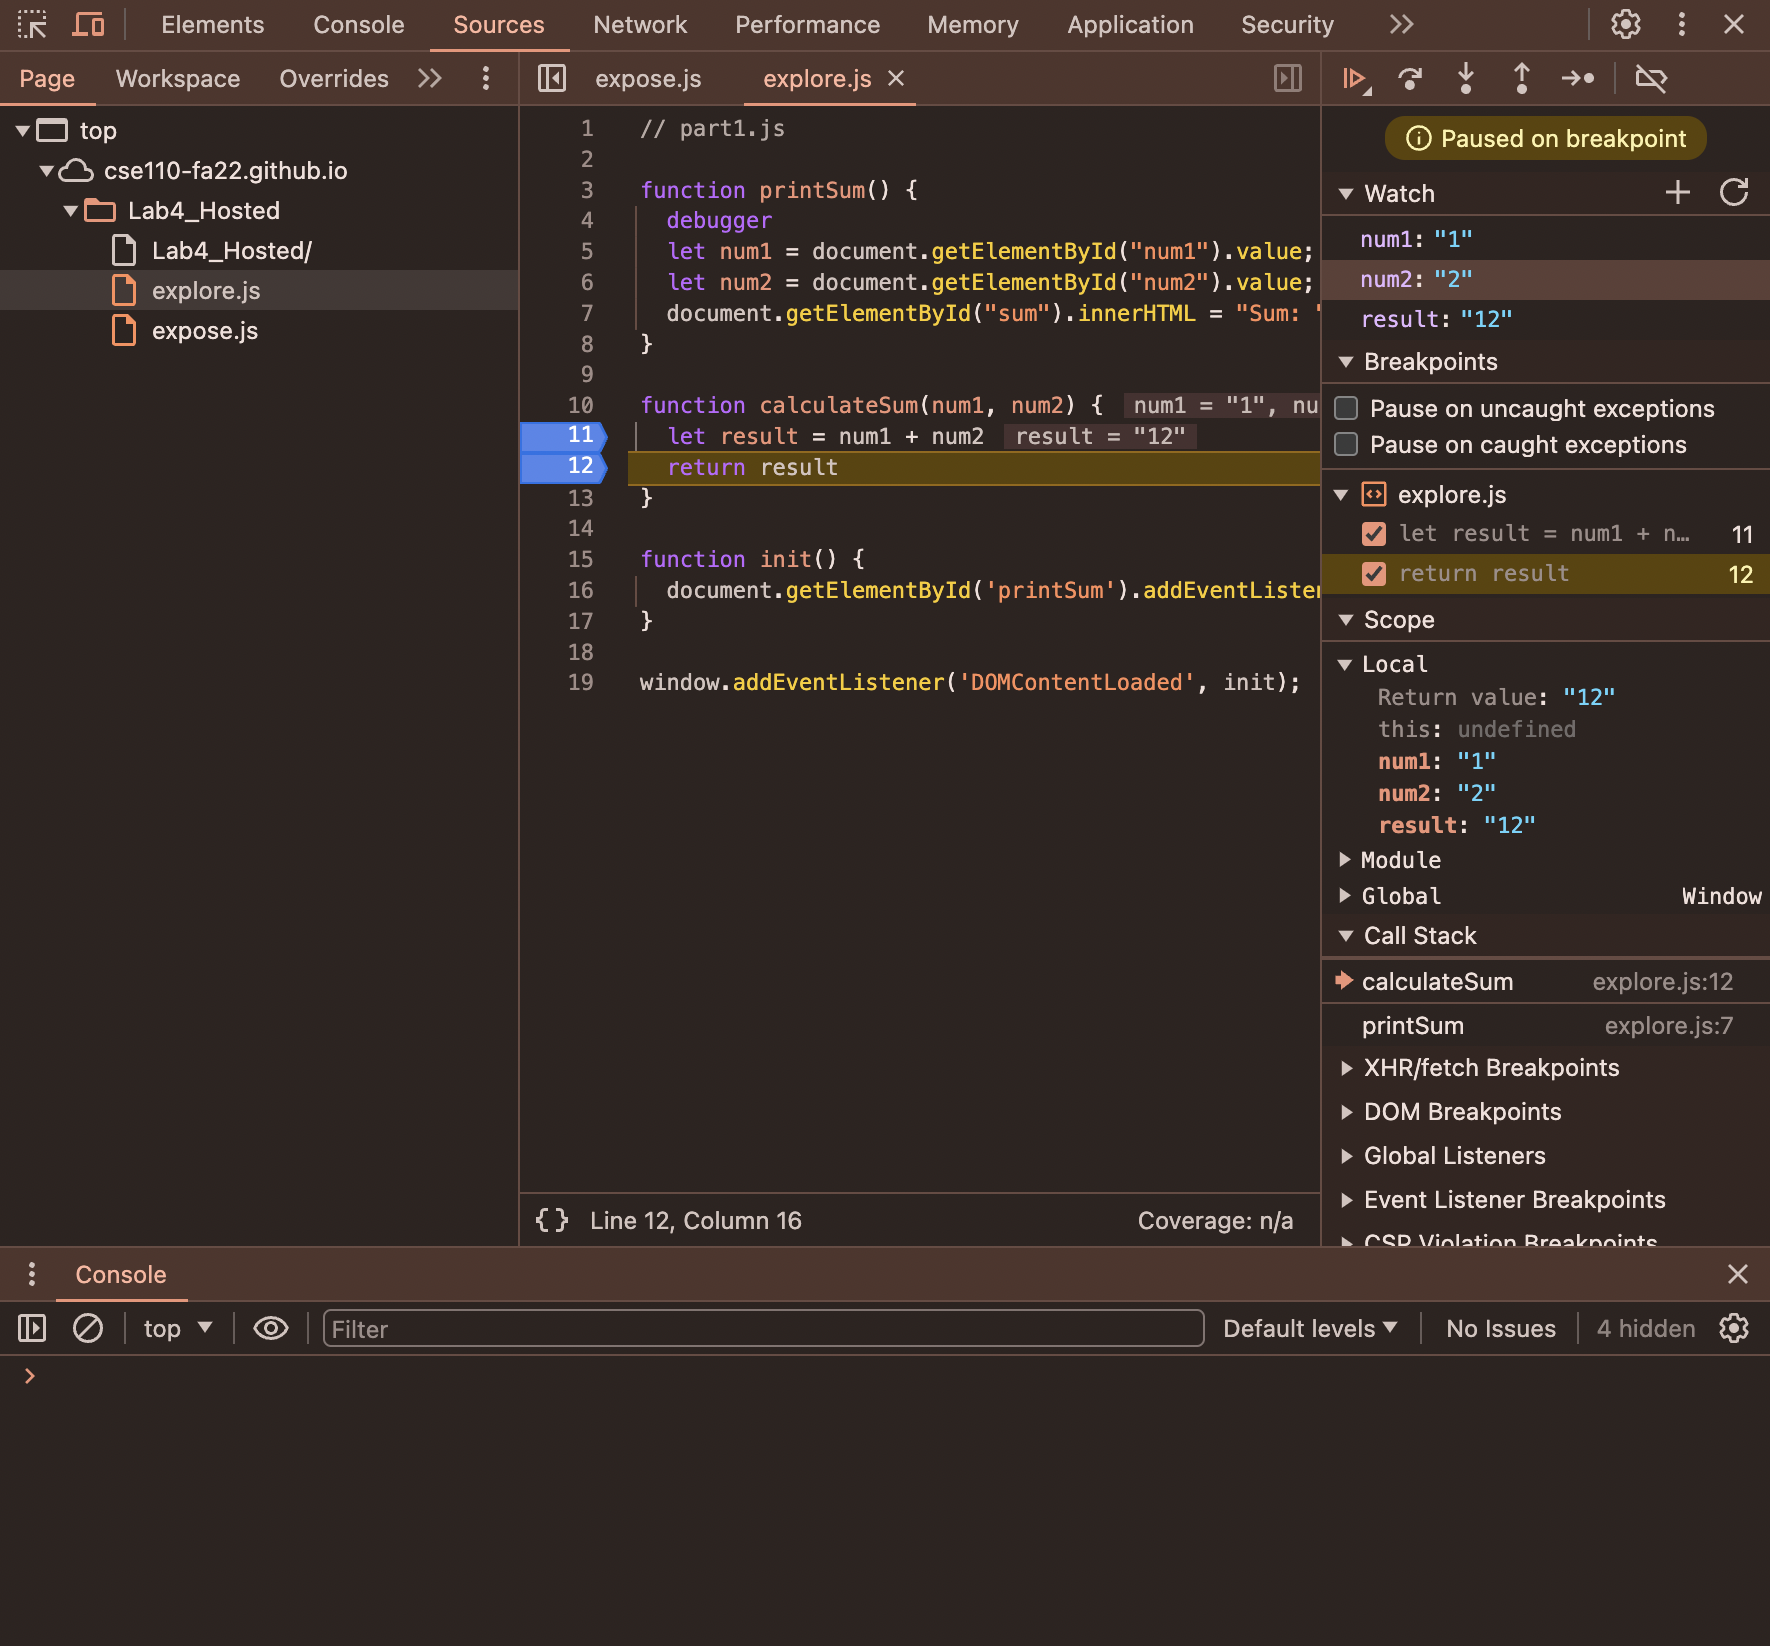 Elements Console Sources Network Performance Memory Application Security
Page Workspace Overrides
expose.js explore.js
top
cse110-fa22.github.io
Lab4_Hosted
Lab4_Hosted/
explore.js
expose.js
1 // part1.js
2
3 function printSum() {
4 debugger
5 let num1 = document.getElementById("num1").value;
6 let num2 = document.getElementById("num2").value;
7 document.getElementById("sum").innerHTML = "Sum: "
8 }
9
10 function calculateSum(num1, num2) { num1 = "1", nu
11 let result = num1 + num2 result = "12"
12 return result
13 }
14
15 function init() {
16 document.getElementById('printSum').addEventListen
17 }
18
19 window.addEventListener('DOMContentLoaded', init);
{} Line 12, Column 16 Coverage: n/a
Paused on breakpoint
Watch
num1: "1"
num2: "2"
result: "12"
Breakpoints
Pause on uncaught exceptions
Pause on caught exceptions
explore.js
let result = num1 + n… 11
return result 12
Scope
Local
Return value: "12"
this: undefined
num1: "1"
num2: "2"
result: "12"
Module
Global Window
Call Stack
calculateSum explore.js:12
printSum explore.js:7
XHR/fetch Breakpoints
DOM Breakpoints
Global Listeners
Event Listener Breakpoints
CSP Violation Breakpoints
Console
top Filter Default levels No Issues 4 hidden